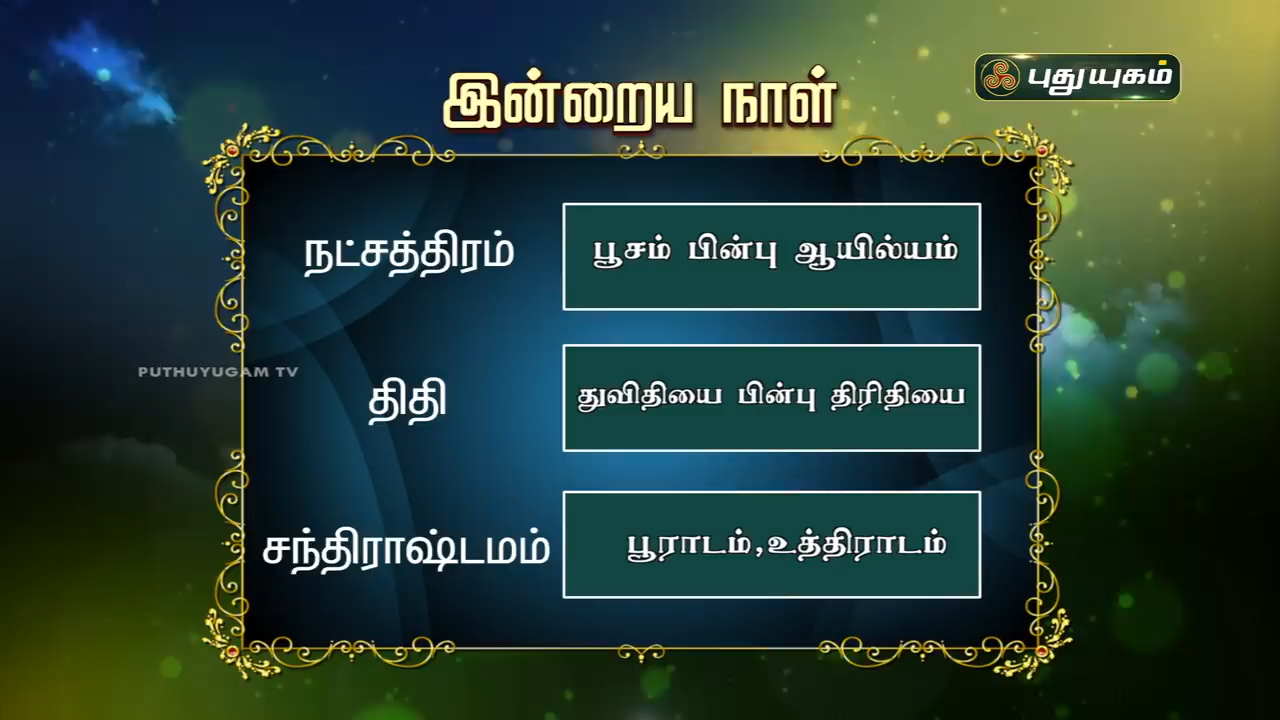 இன்றைய நாள்
புதுயுகம்
நட்சத்திரம்
பூசம் பின்பு ஆயில்யம்
PUTHUYUGAM TV
திதி
துவிதியை பின்பு திரிதியை
சந்திராஷ்டமம்
பூராடம்,உத்திராடம்